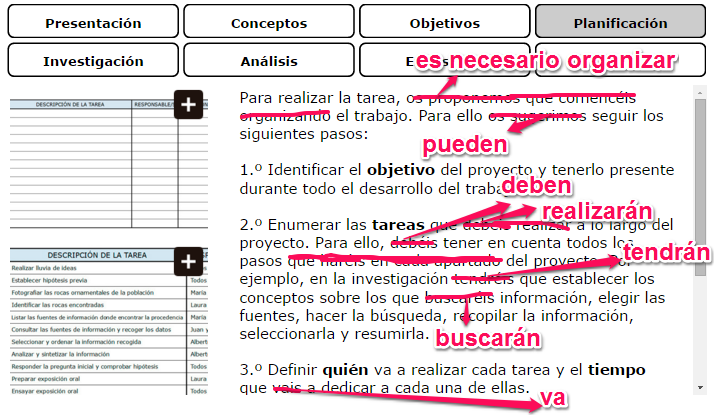 Presentación
Conceptos
Objetivos
Planificación
Investigación
Análisis
es necesario organizar
DESCRIPCIÓN DE LA TAREA
Para realizar la tarea, os proponemos que comencéis
organizando el trabajo. Para ello os sugerimos seguir los
siguientes pasos:
pueden
1.º Identificar el objetivo del proyecto y tenerlo presente
durante todo el desarrollo del
deben
realizarán
2.º Enumerar las tareas que debéis realizar a lo largo del
proyecto. Para ello, debéis tener en cuenta todos los
pasos que haréis en cada apartado del proyecto. Por
tendrán
ejemplo, en la investigación tendréis que establecer los
conceptos sobre los que buscaréis información, elegir las
fuentes, hacer la búsqueda, recopilar la información,
seleccionarla y resumirla.
buscarán
3.º Definir quién va a realizar cada tarea y el tiempo
que vais a dedicar a cada una de ellas.
va
DESCRIPCIÓN DE LA TAREA
Realizar lluvia de ideas
Establecer hipótesis previa Todos
Fotografiar las rocas ornamentales de la población María
Identificar las rocas encontradas Laura
Listar las fuentes de información donde encontrar la procedencia María
Consultar las fuentes de información y recoger los datos Juan y
Seleccionar y ordenar la información recogida Albert
Analizar y sintetizar la información Albert
Responder la pregunta inicial y comprobar hipótesis Todos
Preparar exposición oral Laura
Ensayar exposición oral Todos